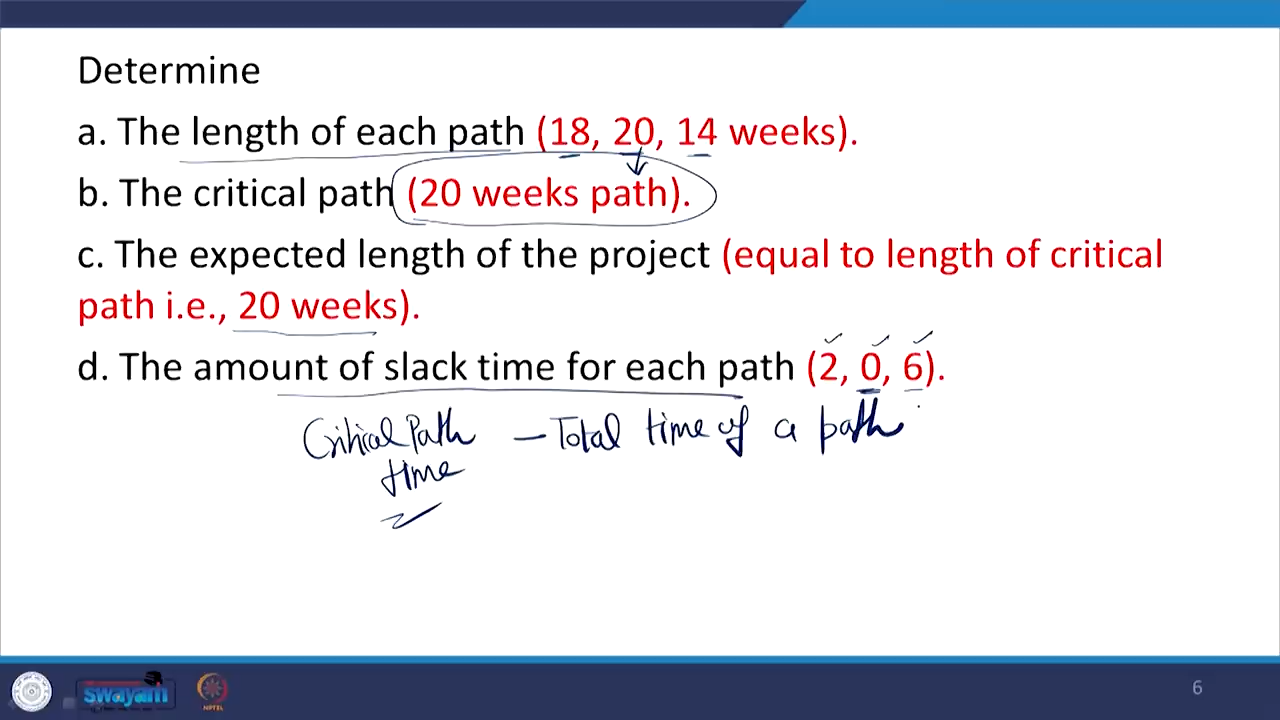 Determine
a. The length of each path (18, 20, 14 weeks).
b. The critical path (20 weeks path).
c. The expected length of the project (equal to length of critical
path i.e., 20 weeks).
d. The amount of slack time for each path (2, 0, 6).
Critical Path - Total time of a path
time
swayam
NPTEL
6